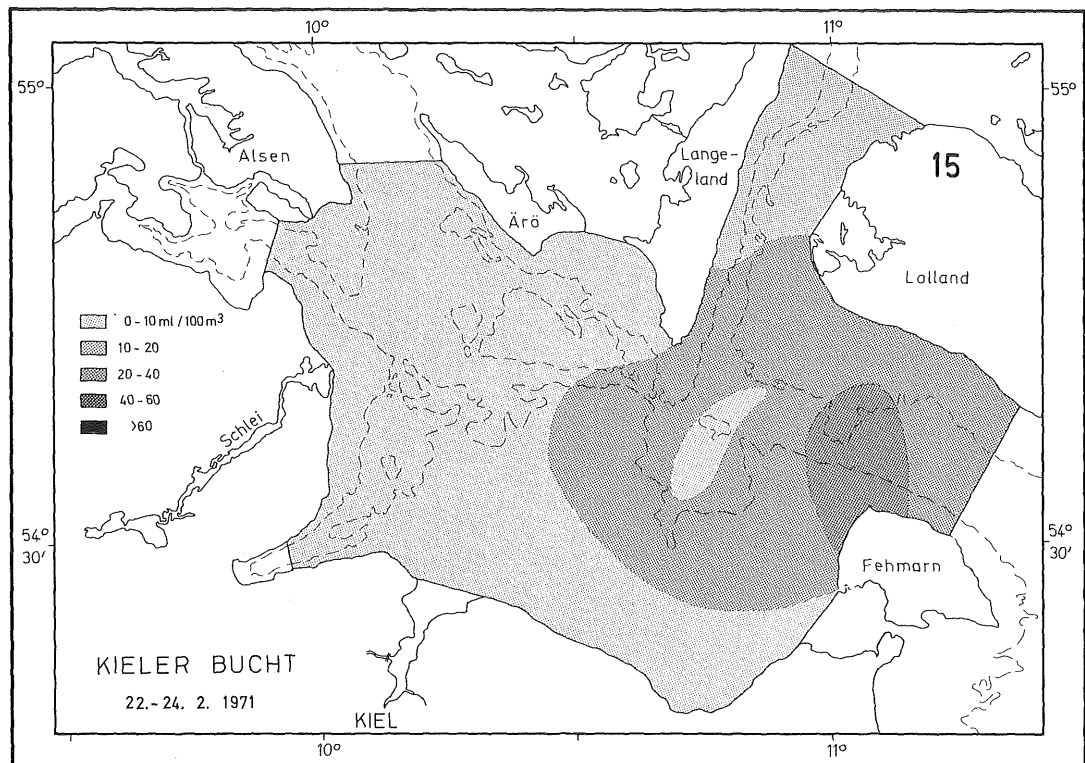 10° 11°
55° 55°
15
Alsen
Lange-
land
Ärö
Lolland
0-10 ml/100 m³
10-20
20-40
40-60
>60
Schlei
54° 54°
30' 30'
Fehmarn
KIELER BUCHT
22.-24. 2. 1971
KIEL
10° 11°